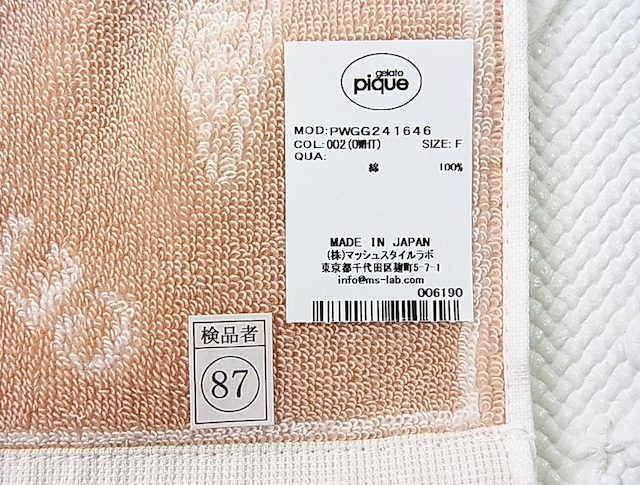 gelato
pique
MOD:PWGG241646
COL:002(OWHT) SIZE:F
QUA:
綿 100%
MADE IN JAPAN
(株)マッシュスタイルラボ
東京都千代田区麹町5-7-1
info@ms-lab.com
006190
検品者
87